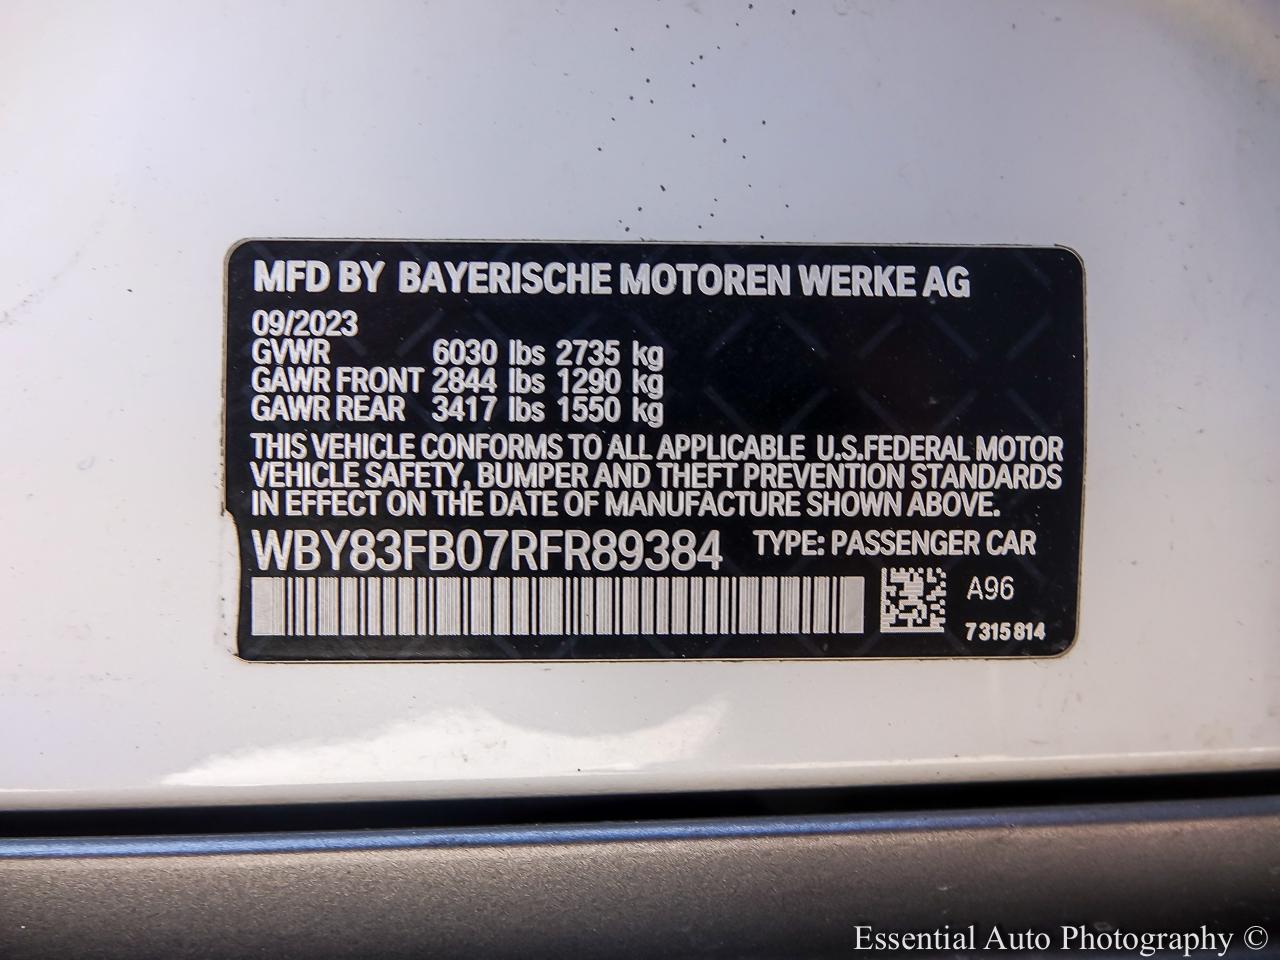 MFD BY BAYERISCHE MOTOREN WERKE AG
09/2023
GVWR 6030 lbs 2735 kg
GAWR FRONT 2844 lbs 1290 kg
GAWR REAR 3417 lbs 1550 kg
THIS VEHICLE CONFORMS TO ALL APPLICABLE U.S.FEDERAL MOTOR
VEHICLE SAFETY, BUMPER AND THEFT PREVENTION STANDARDS
IN EFFECT ON THE DATE OF MANUFACTURE SHOWN ABOVE.
WBY83FB07RFR89384 TYPE: PASSENGER CAR
A96
7315814
Essential Auto Photography ©